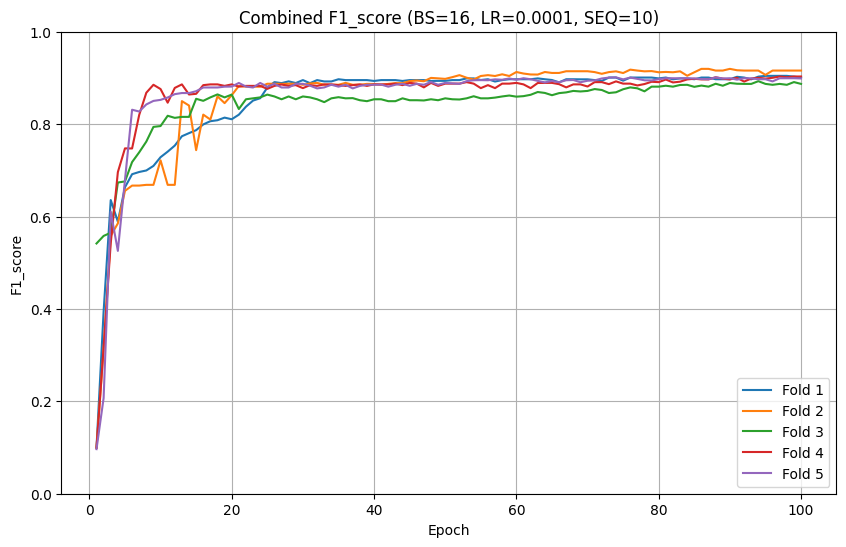 Combined F1_score (BS=16, LR=0.0001, SEQ=10)
F1_score
1.0
0.8
0.6
0.4
0.2
0.0
0 20 40 60 80 100
Epoch
Fold 1
Fold 2
Fold 3
Fold 4
Fold 5